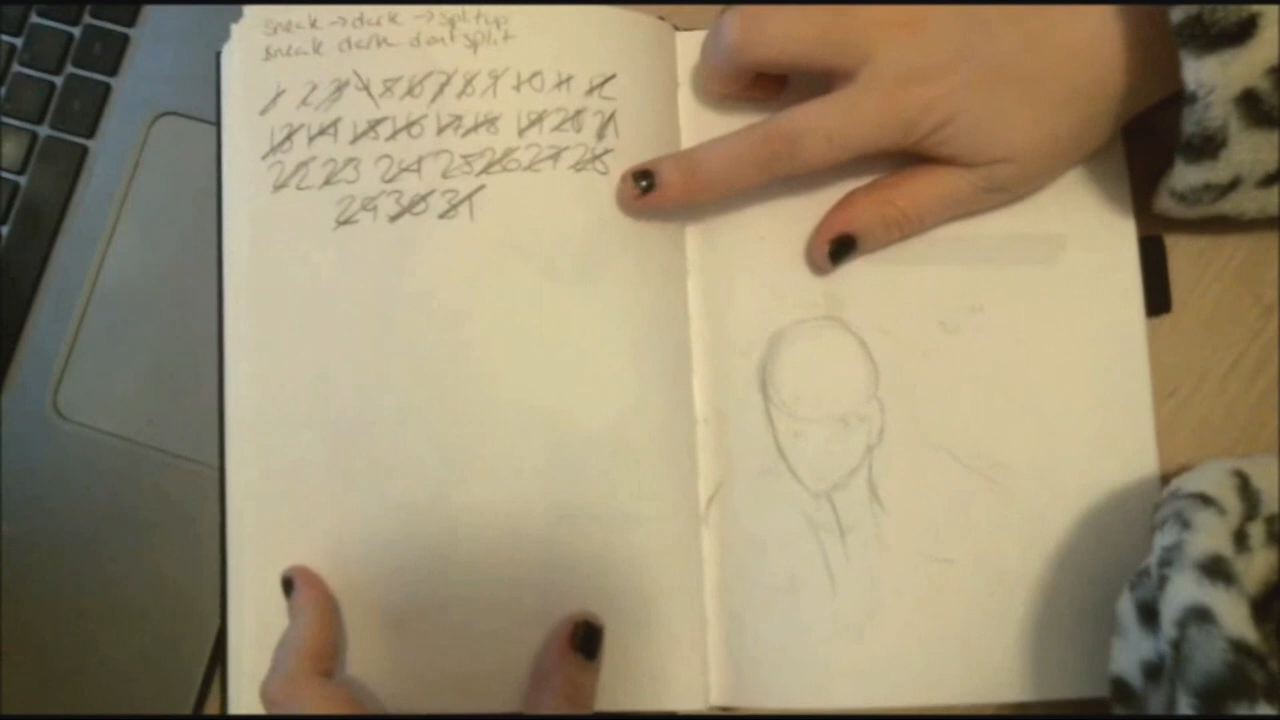 sneak → dark → splitup
sneak dark dont split
1 2 3 4 5 6 7 8 9 10 11 12
13 14 15 16 17 18 19 20 21
22 23 24 25 26 27 28
29 30 31